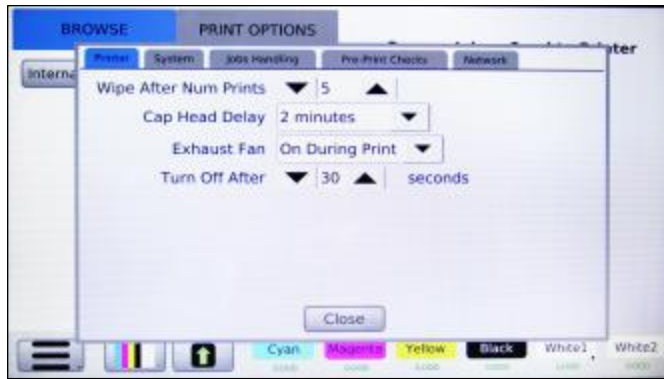 BROWSE PRINT OPTIONS
Printer System Jobs Handling Pre-Print Checks Network
Interna
Wipe After Num Prints 5
Cap Head Delay 2 minutes
Exhaust Fan On During Print
Turn Off After 30 seconds
Close
Cyan Magenta Yellow Black White1 White2